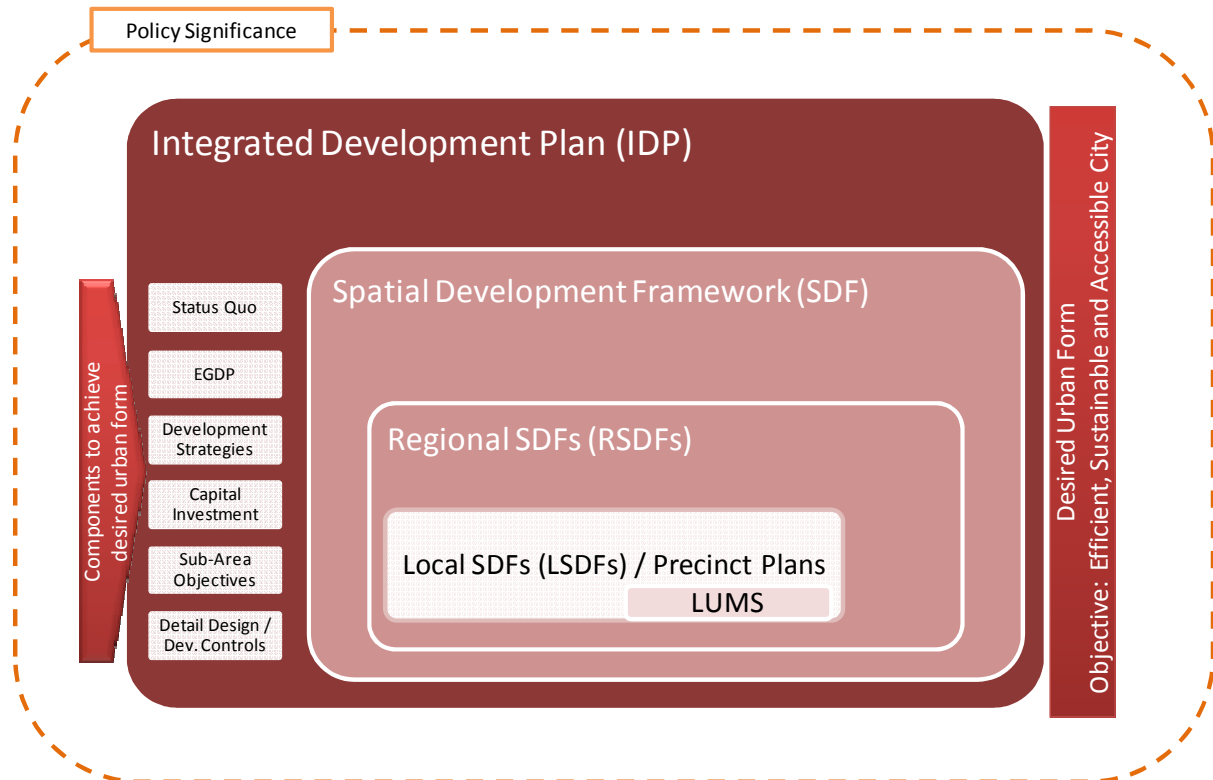 Policy Significance
Integrated Development Plan (IDP)
Spatial Development Framework (SDF)
Regional SDFs (RSDFs)
Local SDFs (LSDFs) / Precinct Plans
LUMS
Components to achieve
desired urban form
Status Quo
EGDP
Development
Strategies
Capital
Investment
Sub-Area
Objectives
Detail Design /
Dev. Controls
Desired Urban Form
Objective: Efficient, Sustainable and Accessible City